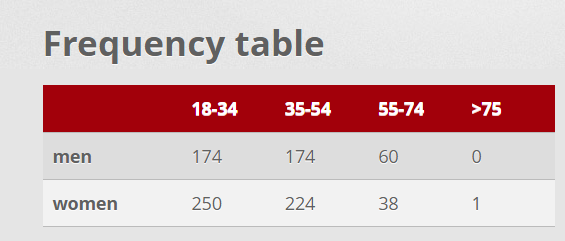 Frequency table
18-34 35-54 55-74 >75
men 174 174 60 0
women 250 224 38 1